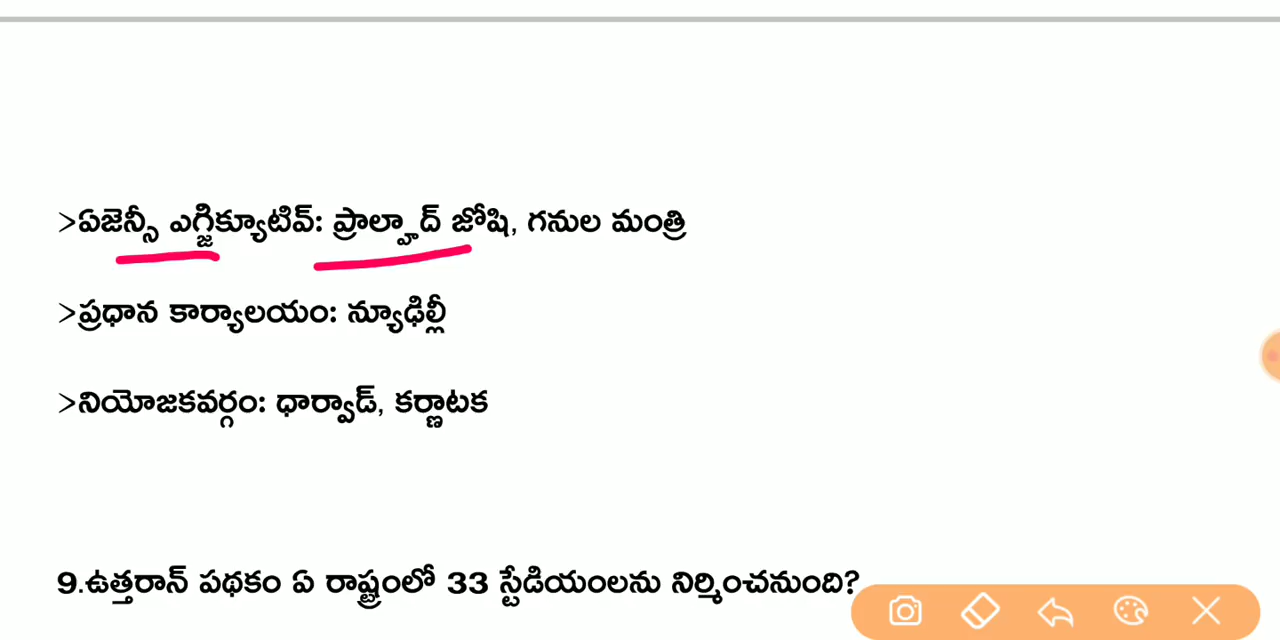 >ఏజెన్సీ ఎగ్జిక్యూటివ్: ప్రాల్హాద్ జోషి, గనుల మంత్రి
>ప్రధాన కార్యాలయం: న్యూఢిల్లీ
>నియోజకవర్గం: ధార్వాడ్, కర్ణాటక
9.ఉత్తరాన్ పథకం ఏ రాష్ట్రంలో 33 స్టేడియంలను నిర్మించనుంది?